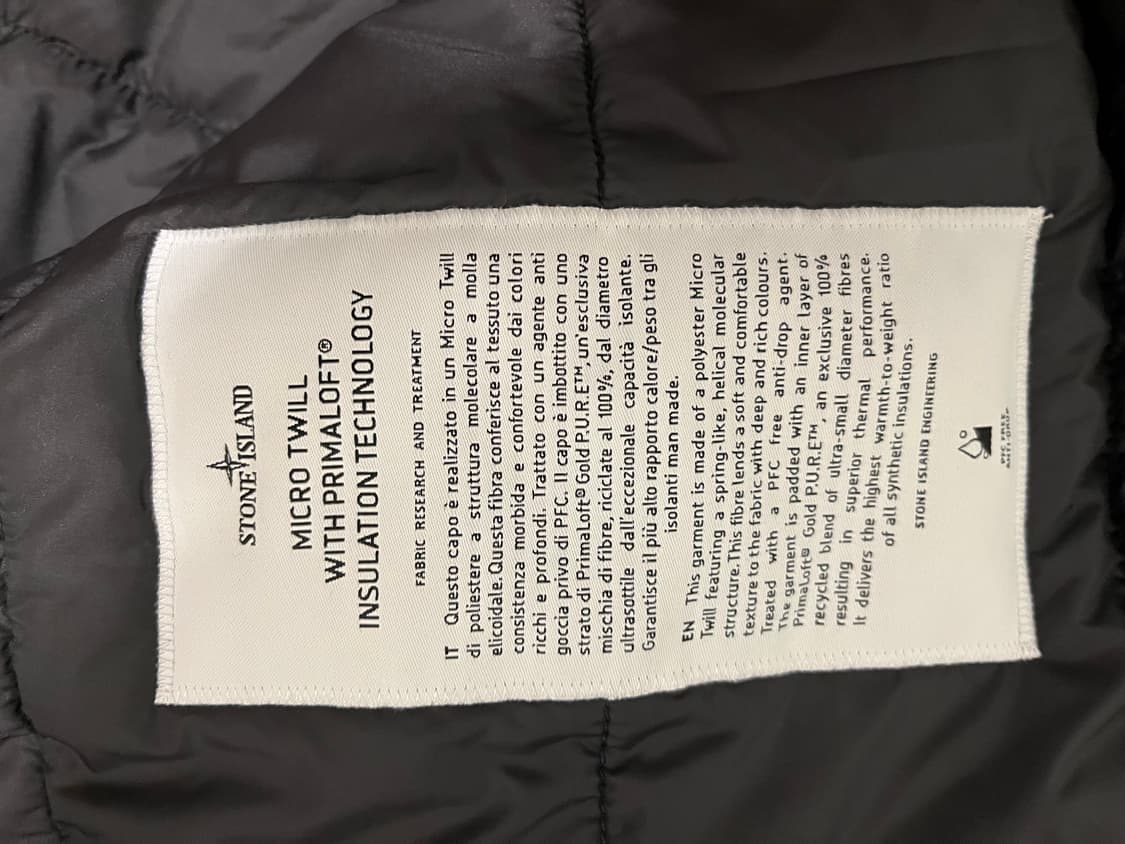 STONE ISLAND
MICRO TWILL
WITH PRIMALOFT®
INSULATION TECHNOLOGY
FABRIC RESEARCH AND TREATMENT
IT Questo capo è realizzato in un Micro Twill
di poliestere a struttura molecolare a molla
elicoidale. Questa fibra conferisce al tessuto una
consistenza morbida e confortevole dai colori
ricchi e profondi. Trattato con un agente anti
goccia privo di PFC. Il capo è imbottito con uno
strato di PrimaLoft® Gold P.U.R.E™, un'esclusiva
mischia di fibre, riciclate al 100%, dal diametro
ultrasottile dall'eccezionale capacità isolante.
Garantisce il più alto rapporto calore/peso tra gli
isolanti man made.
EN This garment is made of a polyester Micro
Twill featuring a spring-like, helical molecular
structure. This fibre lends a soft and comfortable
texture to the fabric with deep and rich colours.
Treated with a PFC free anti-drop agent.
The garment is padded with an inner layer of
PrimaLoft® Gold P.U.R.E™ an exclusive 100%
recycled blend of ultra-small diameter fibres
resulting in superior thermal performance.
It delivers the highest warmth-to-weight ratio
of all synthetic insulations.
STONE ISLAND ENGINEERING
PFC FREE
ANTI-DROP